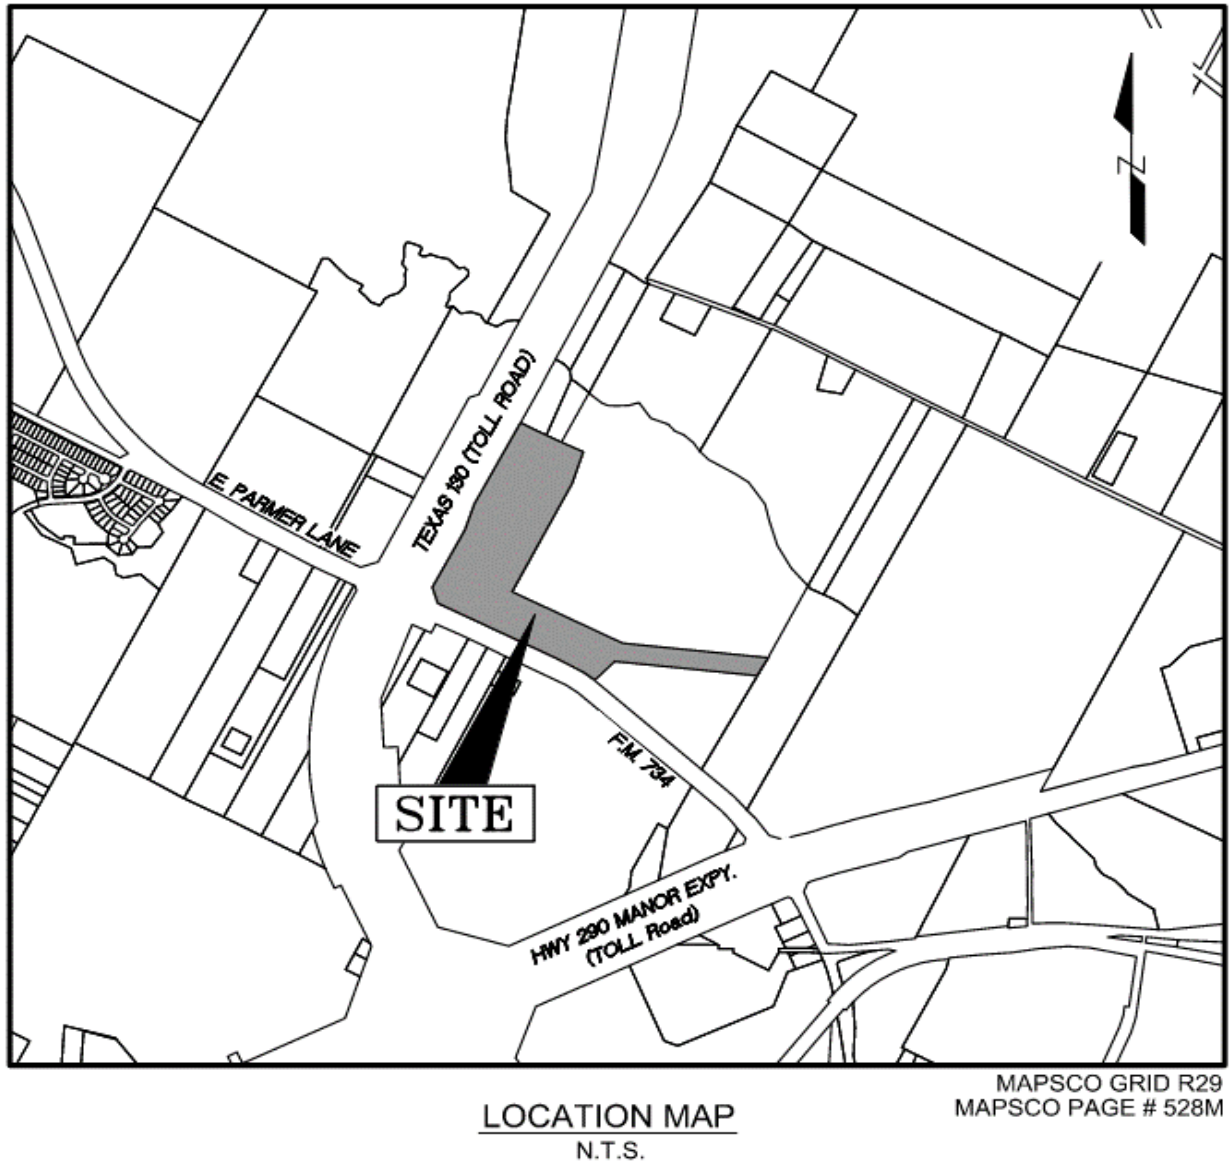 N
TEXAS 130 (TOLL ROAD)
E. PARMER LANE
F.M. 734
SITE
HWY 290 MANOR EXPY.
(TOLL Road)
MAPSCO GRID R29
MAPSCO PAGE # 528M
LOCATION MAP
N.T.S.